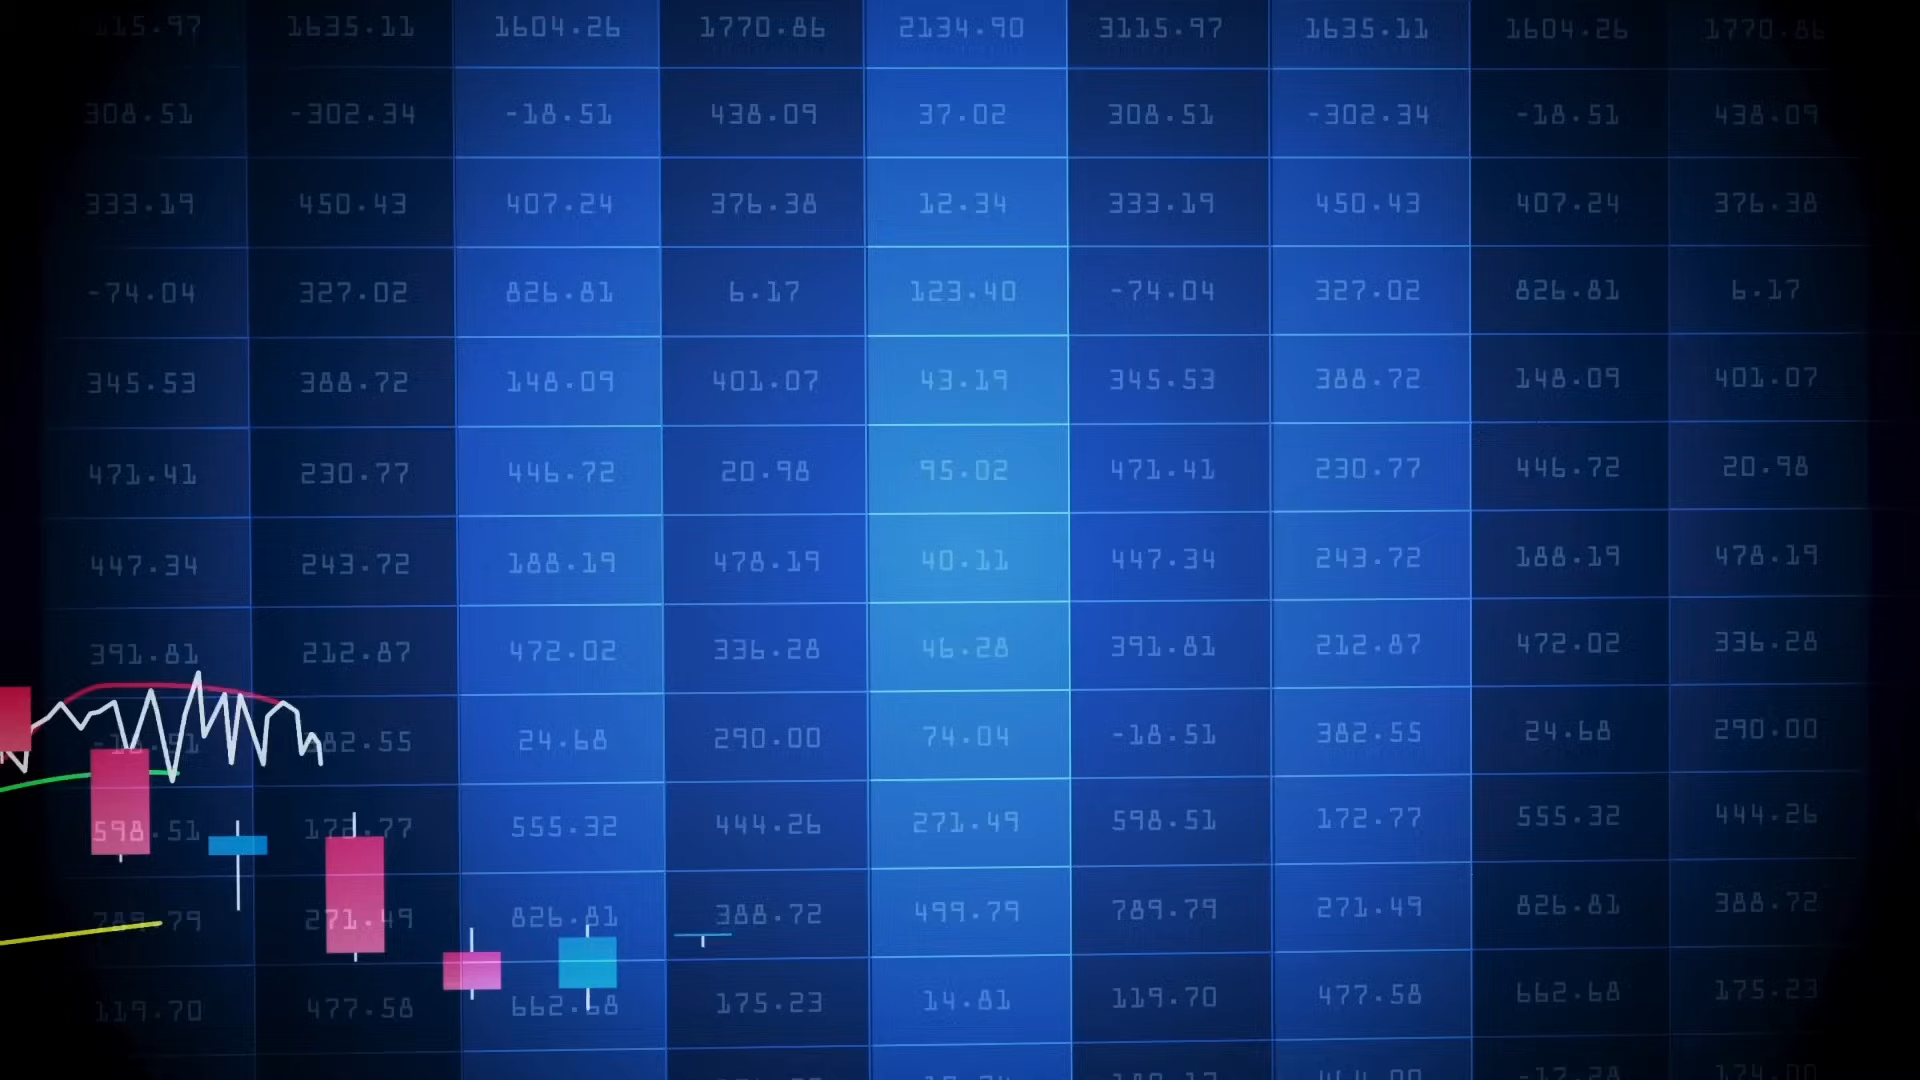 115.97 1635.11 1604.26 1770.86 2134.90 3115.97 1635.11 1604.26 1770.86
308.51 -302.34 -18.51 438.09 37.02 308.51 -302.34 -18.51 438.09
333.19 450.43 407.24 376.38 12.34 333.19 450.43 407.24 376.38
-74.04 327.02 826.81 6.17 123.40 -74.04 327.02 826.81 6.17
345.53 388.72 148.09 401.07 43.19 345.53 388.72 148.09 401.07
471.41 230.77 446.72 20.98 95.02 471.41 230.77 446.72 20.98
447.34 243.72 188.19 478.19 40.11 447.34 243.72 188.19 478.19
391.81 212.87 472.02 336.28 46.28 391.81 212.87 472.02 336.28
24.68 290.00 74.04 -18.51 382.55 24.68 290.00
598.51 172.77 555.32 444.26 271.49 598.51 172.77 555.32 444.26
789.79 271.49 826.81 388.72 499.79 789.79 271.49 826.81 388.72
119.70 477.58 662.68 175.23 14.81 119.70 477.58 662.68 175.23